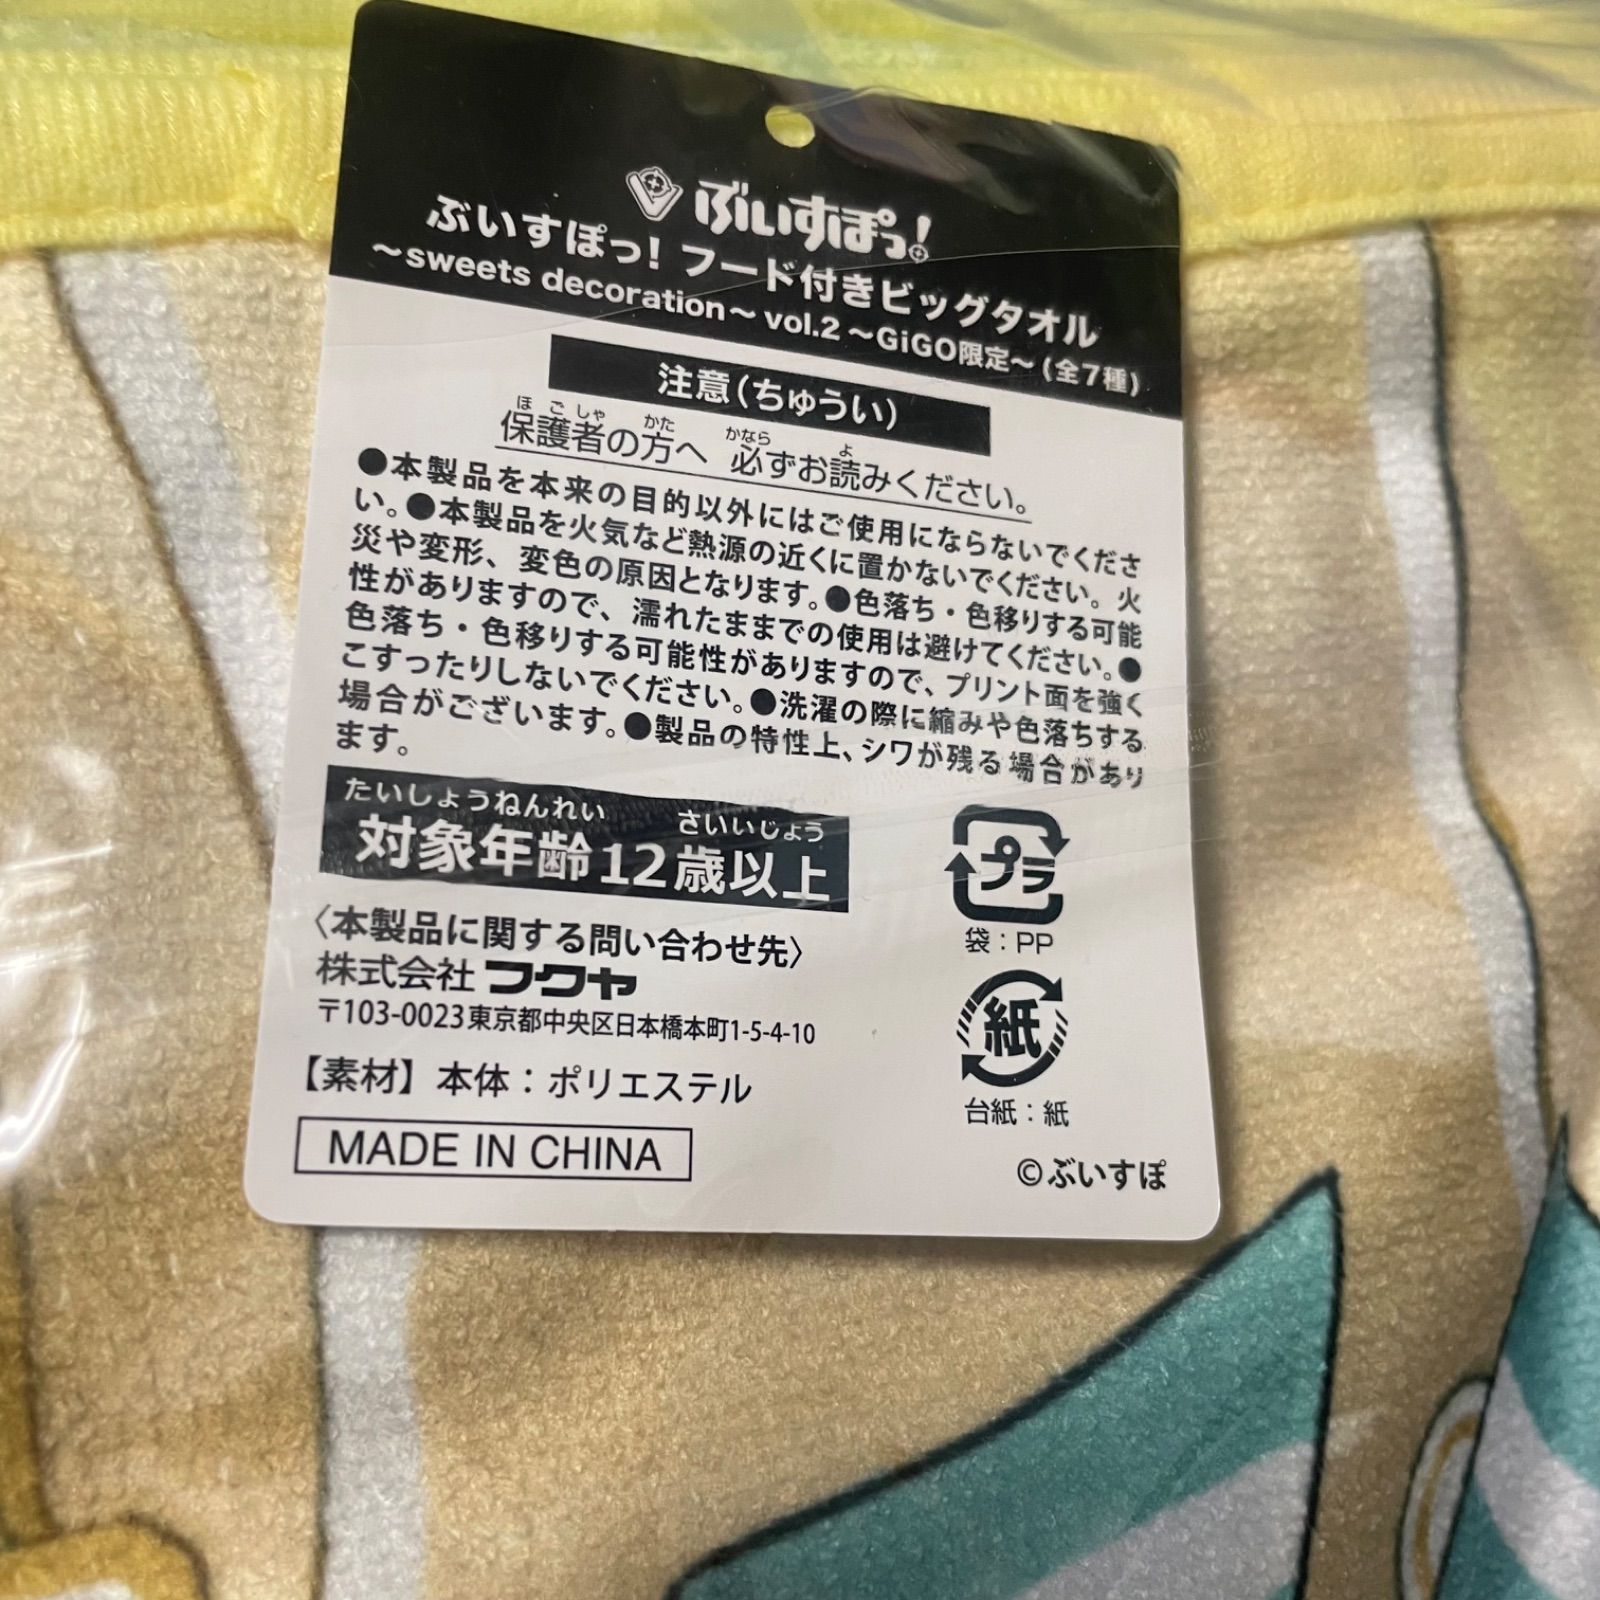 ぶいすぽっ!
ぶいすぽっ! フード付きビッグタオル
～sweets decoration～ vol.2 ～GiGO限定～ (全7種)
注意(ちゅうい)
ほごしゃ かた かなら よ
保護者の方へ 必ずお読みください。
●本製品を本来の目的以外にはご使用にならないでくださ
い。●本製品を火気など熱源の近くに置かないでください。火
災や変形、変色の原因となります。●色落ち・色移りする可能
性がありますので、濡れたままでの使用は避けてください。●
色落ち・色移りする可能性がありますので、プリント面を強く
こすったりしないでください。●洗濯の際に縮みや色落ちする
場合がございます。●製品の特性上、シワが残る場合があり
ます。
たいしょうねんれい さいいじょう
対象年齢12歳以上
プラ
袋：PP
〈本製品に関する問い合わせ先〉
株式会社フクヤ
〒103-0023東京都中央区日本橋本町1-5-4-10
紙
【素材】本体：ポリエステル
台紙：紙
MADE IN CHINA
©ぶいすぽ